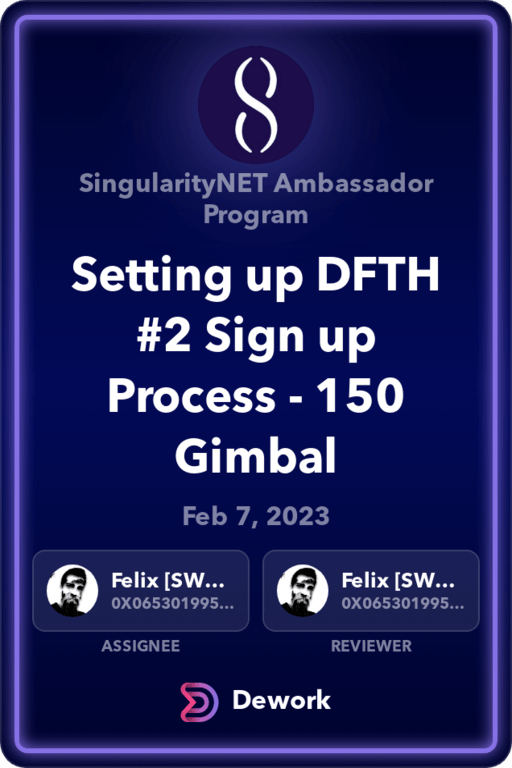 SingularityNET Ambassador
Program
Setting up DFTH
#2 Sign up
Process - 150
Gimbal
Feb 7, 2023
Felix [SW...
0X065301995...
ASSIGNEE
Felix [SW...
0X065301995...
REVIEWER
Dework